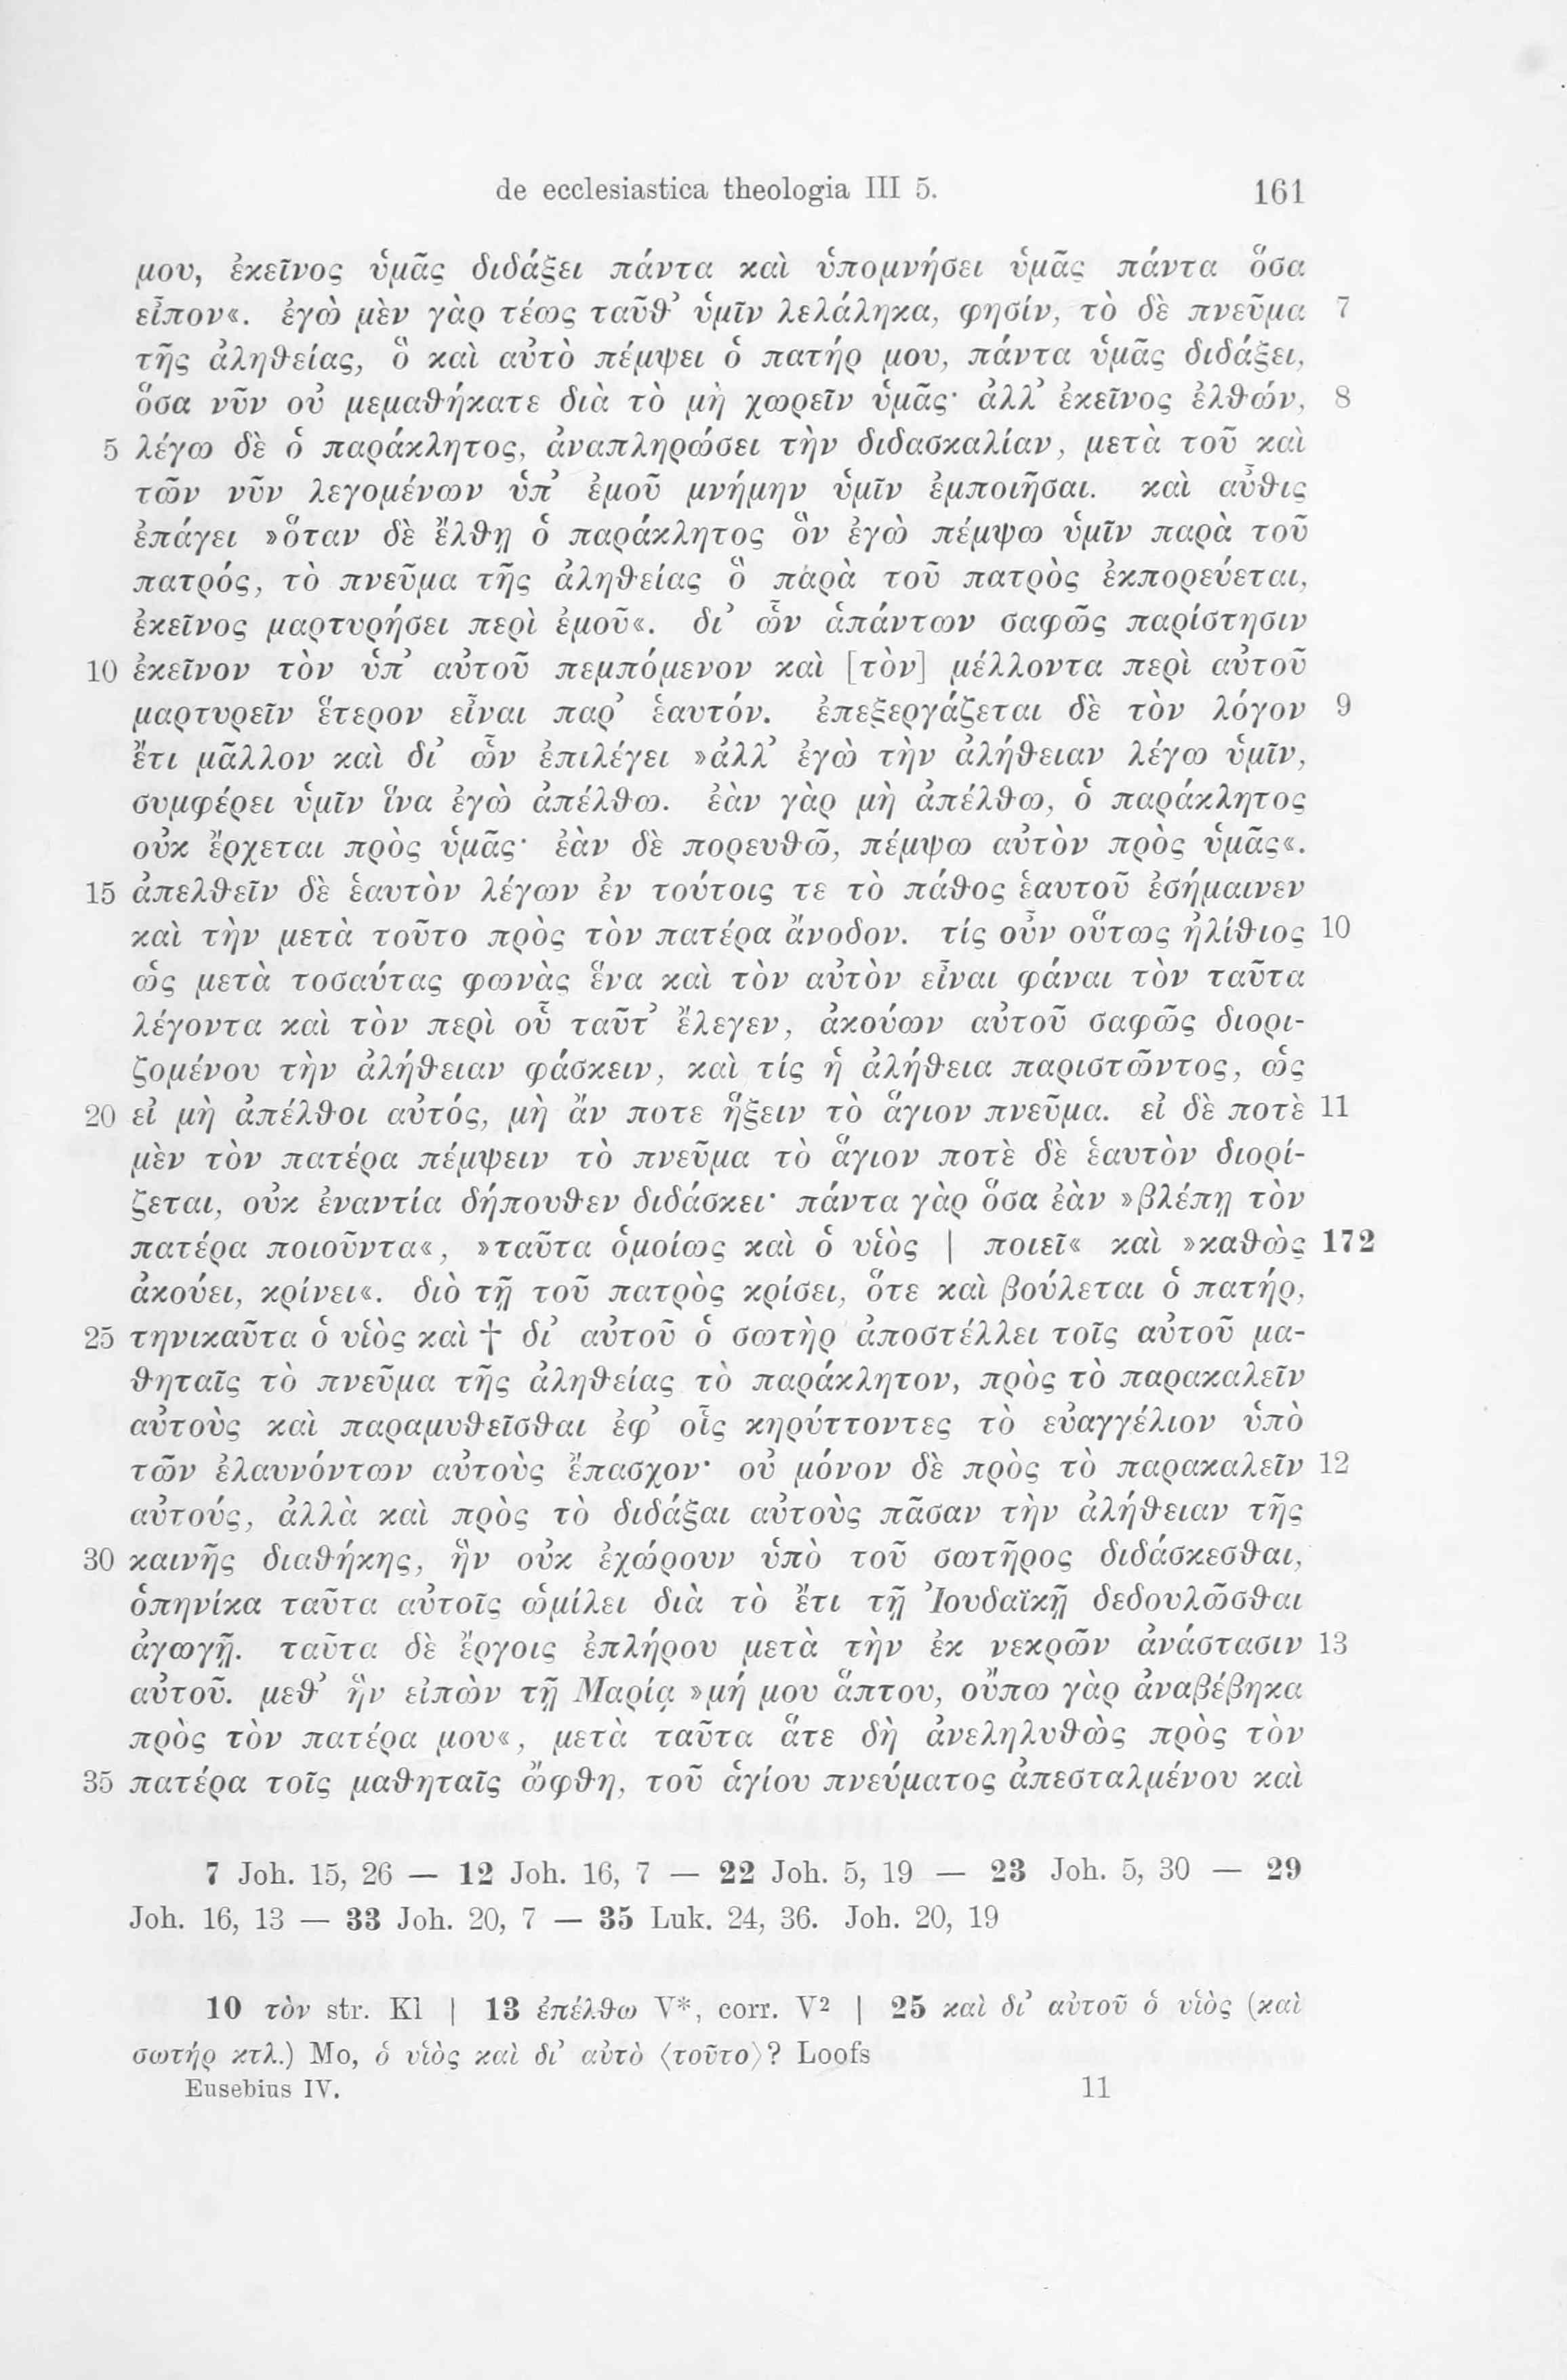 de ecclesiastica theologia III 5. 161
μου, ἐκεῖνος ὑμᾶς διδάξει πάντα καὶ ὑπομνήσει ὑμᾶς πάντα ὅσα
εἶπον«. ἐγὼ μὲν γὰρ τέως ταῦθ᾽ ὑμῖν λελάληκα, φησίν, τὸ δὲ πνεῦμα 7
τῆς ἀληθείας, ὃ καὶ αὐτὸ πέμψει ὁ πατήρ μου, πάντα ὑμᾶς διδάξει,
ὅσα νῦν οὐ μεμαθήκατε διὰ τὸ μὴ χωρεῖν ὑμᾶς· ἀλλ᾽ ἐκεῖνος ἐλθών, 8
5 λέγω δὲ ὁ παράκλητος, ἀναπληρώσει τὴν διδασκαλίαν, μετὰ τοῦ καὶ
τῶν νῦν λεγομένων ὑπ᾽ ἐμοῦ μνήμην ὑμῖν ἐμποιῆσαι. καὶ αὖθις
ἐπάγει »ὅταν δὲ ἔλθῃ ὁ παράκλητος ὃν ἐγὼ πέμψω ὑμῖν παρὰ τοῦ
πατρός, τὸ πνεῦμα τῆς ἀληθείας ὃ παρὰ τοῦ πατρὸς ἐκπορεύεται,
ἐκεῖνος μαρτυρήσει περὶ ἐμοῦ«. δι᾽ ὧν ἁπάντων σαφῶς παρίστησιν
10 ἐκεῖνον τὸν ὑπ᾽ αὐτοῦ πεμπόμενον καὶ [τὸν] μέλλοντα περὶ αὐτοῦ
μαρτυρεῖν ἕτερον εἶναι παρ᾽ ἑαυτόν. ἐπεξεργάζεται δὲ τὸν λόγον 9
ἔτι μᾶλλον καὶ δι᾽ ὧν ἐπιλέγει »ἀλλ᾽ ἐγὼ τὴν ἀλήθειαν λέγω ὑμῖν,
συμφέρει ὑμῖν ἵνα ἐγὼ ἀπέλθω. ἐὰν γὰρ μὴ ἀπέλθω, ὁ παράκλητος
οὐκ ἔρχεται πρὸς ὑμᾶς· ἐὰν δὲ πορευθῶ, πέμψω αὐτὸν πρὸς ὑμᾶς«.
15 ἀπελθεῖν δὲ ἑαυτὸν λέγων ἐν τούτοις τε τὸ πάθος ἑαυτοῦ ἐσήμαινεν
καὶ τὴν μετὰ τοῦτο πρὸς τὸν πατέρα ἄνοδον. τίς οὖν οὕτως ἠλίθιος 10
ὡς μετὰ τοσαύτας φωνὰς ἕνα καὶ τὸν αὐτὸν εἶναι φάναι τὸν ταῦτα
λέγοντα καὶ τὸν περὶ οὗ ταῦτ᾽ ἔλεγεν, ἀκούων αὐτοῦ σαφῶς διορι-
ζομένου τὴν ἀλήθειαν φάσκειν, καὶ τίς ἡ ἀλήθεια παριστῶντος, ὡς
20 εἰ μὴ ἀπέλθοι αὐτός, μὴ ἄν ποτε ἥξειν τὸ ἅγιον πνεῦμα. εἰ δὲ ποτὲ 11
μὲν τὸν πατέρα πέμψειν τὸ πνεῦμα τὸ ἅγιον ποτὲ δὲ ἑαυτὸν διορί-
ζεται, οὐκ ἐναντία δήπουθεν διδάσκει· πάντα γὰρ ὅσα ἐὰν »βλέπῃ τὸν
πατέρα ποιοῦντα«, »ταῦτα ὁμοίως καὶ ὁ υἱὸς | ποιεῖ« καὶ »καθὼς 172
ἀκούει, κρίνει«. διὸ τῇ τοῦ πατρὸς κρίσει, ὅτε καὶ βούλεται ὁ πατήρ,
25 τηνικαῦτα ὁ υἱὸς καὶ † δι᾽ αὐτοῦ ὁ σωτὴρ ἀποστέλλει τοῖς αὐτοῦ μα-
θηταῖς τὸ πνεῦμα τῆς ἀληθείας τὸ παράκλητον, πρὸς τὸ παρακαλεῖν
αὐτοὺς καὶ παραμυθεῖσθαι ἐφ᾽ οἷς κηρύττοντες τὸ εὐαγγέλιον ὑπὸ
τῶν ἐλαυνόντων αὐτοὺς ἔπασχον· οὐ μόνον δὲ πρὸς τὸ παρακαλεῖν 12
αὐτούς, ἀλλὰ καὶ πρὸς τὸ διδάξαι αὐτοὺς πᾶσαν τὴν ἀλήθειαν τῆς
30 καινῆς διαθήκης, ἣν οὐκ ἐχώρουν ὑπὸ τοῦ σωτῆρος διδάσκεσθαι,
ὁπηνίκα ταῦτα αὐτοῖς ὡμίλει διὰ τὸ ἔτι τῇ Ἰουδαϊκῇ δεδουλῶσθαι
ἀγωγῇ. ταῦτα δὲ ἔργοις ἐπλήρου μετὰ τὴν ἐκ νεκρῶν ἀνάστασιν 13
αὐτοῦ. μεθ᾽ ἣν εἰπὼν τῇ Μαρίᾳ »μή μου ἅπτου, οὔπω γὰρ ἀναβέβηκα
πρὸς τὸν πατέρα μου«, μετὰ ταῦτα ἅτε δὴ ἀνεληλυθὼς πρὸς τὸν
35 πατέρα τοῖς μαθηταῖς ὤφθη, τοῦ ἁγίου πνεύματος ἀπεσταλμένου καὶ
7 Joh. 15, 26 — 12 Joh. 16, 7 — 22 Joh. 5, 19 — 23 Joh. 5, 30 — 29
Joh. 16, 13 — 33 Joh. 20, 7 — 35 Luk. 24, 36. Joh. 20, 19
10 τὸν str. Kl | 13 ἐπέλθω V*, corr. V² | 25 καὶ δι᾽ αὐτοῦ ὁ υἱὸς (καὶ
σωτήρ κτλ.) Mo, ὁ υἱὸς καὶ δι᾽ αὐτὸ ⟨τοῦτο⟩? Loofs
Eusebius IV. 11